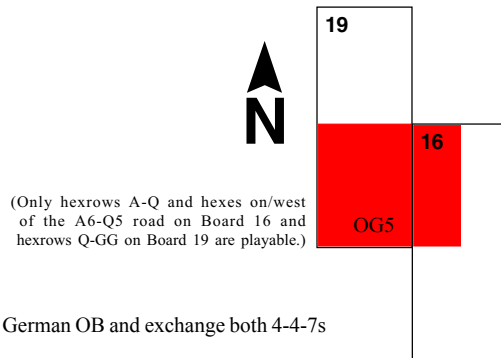 19
N
16
(Only hexrows A-Q and hexes on/west
of the A6-Q5 road on Board 16 and
hexrows Q-GG on Board 19 are playable.)
OG5
German OB and exchange both 4-4-7s